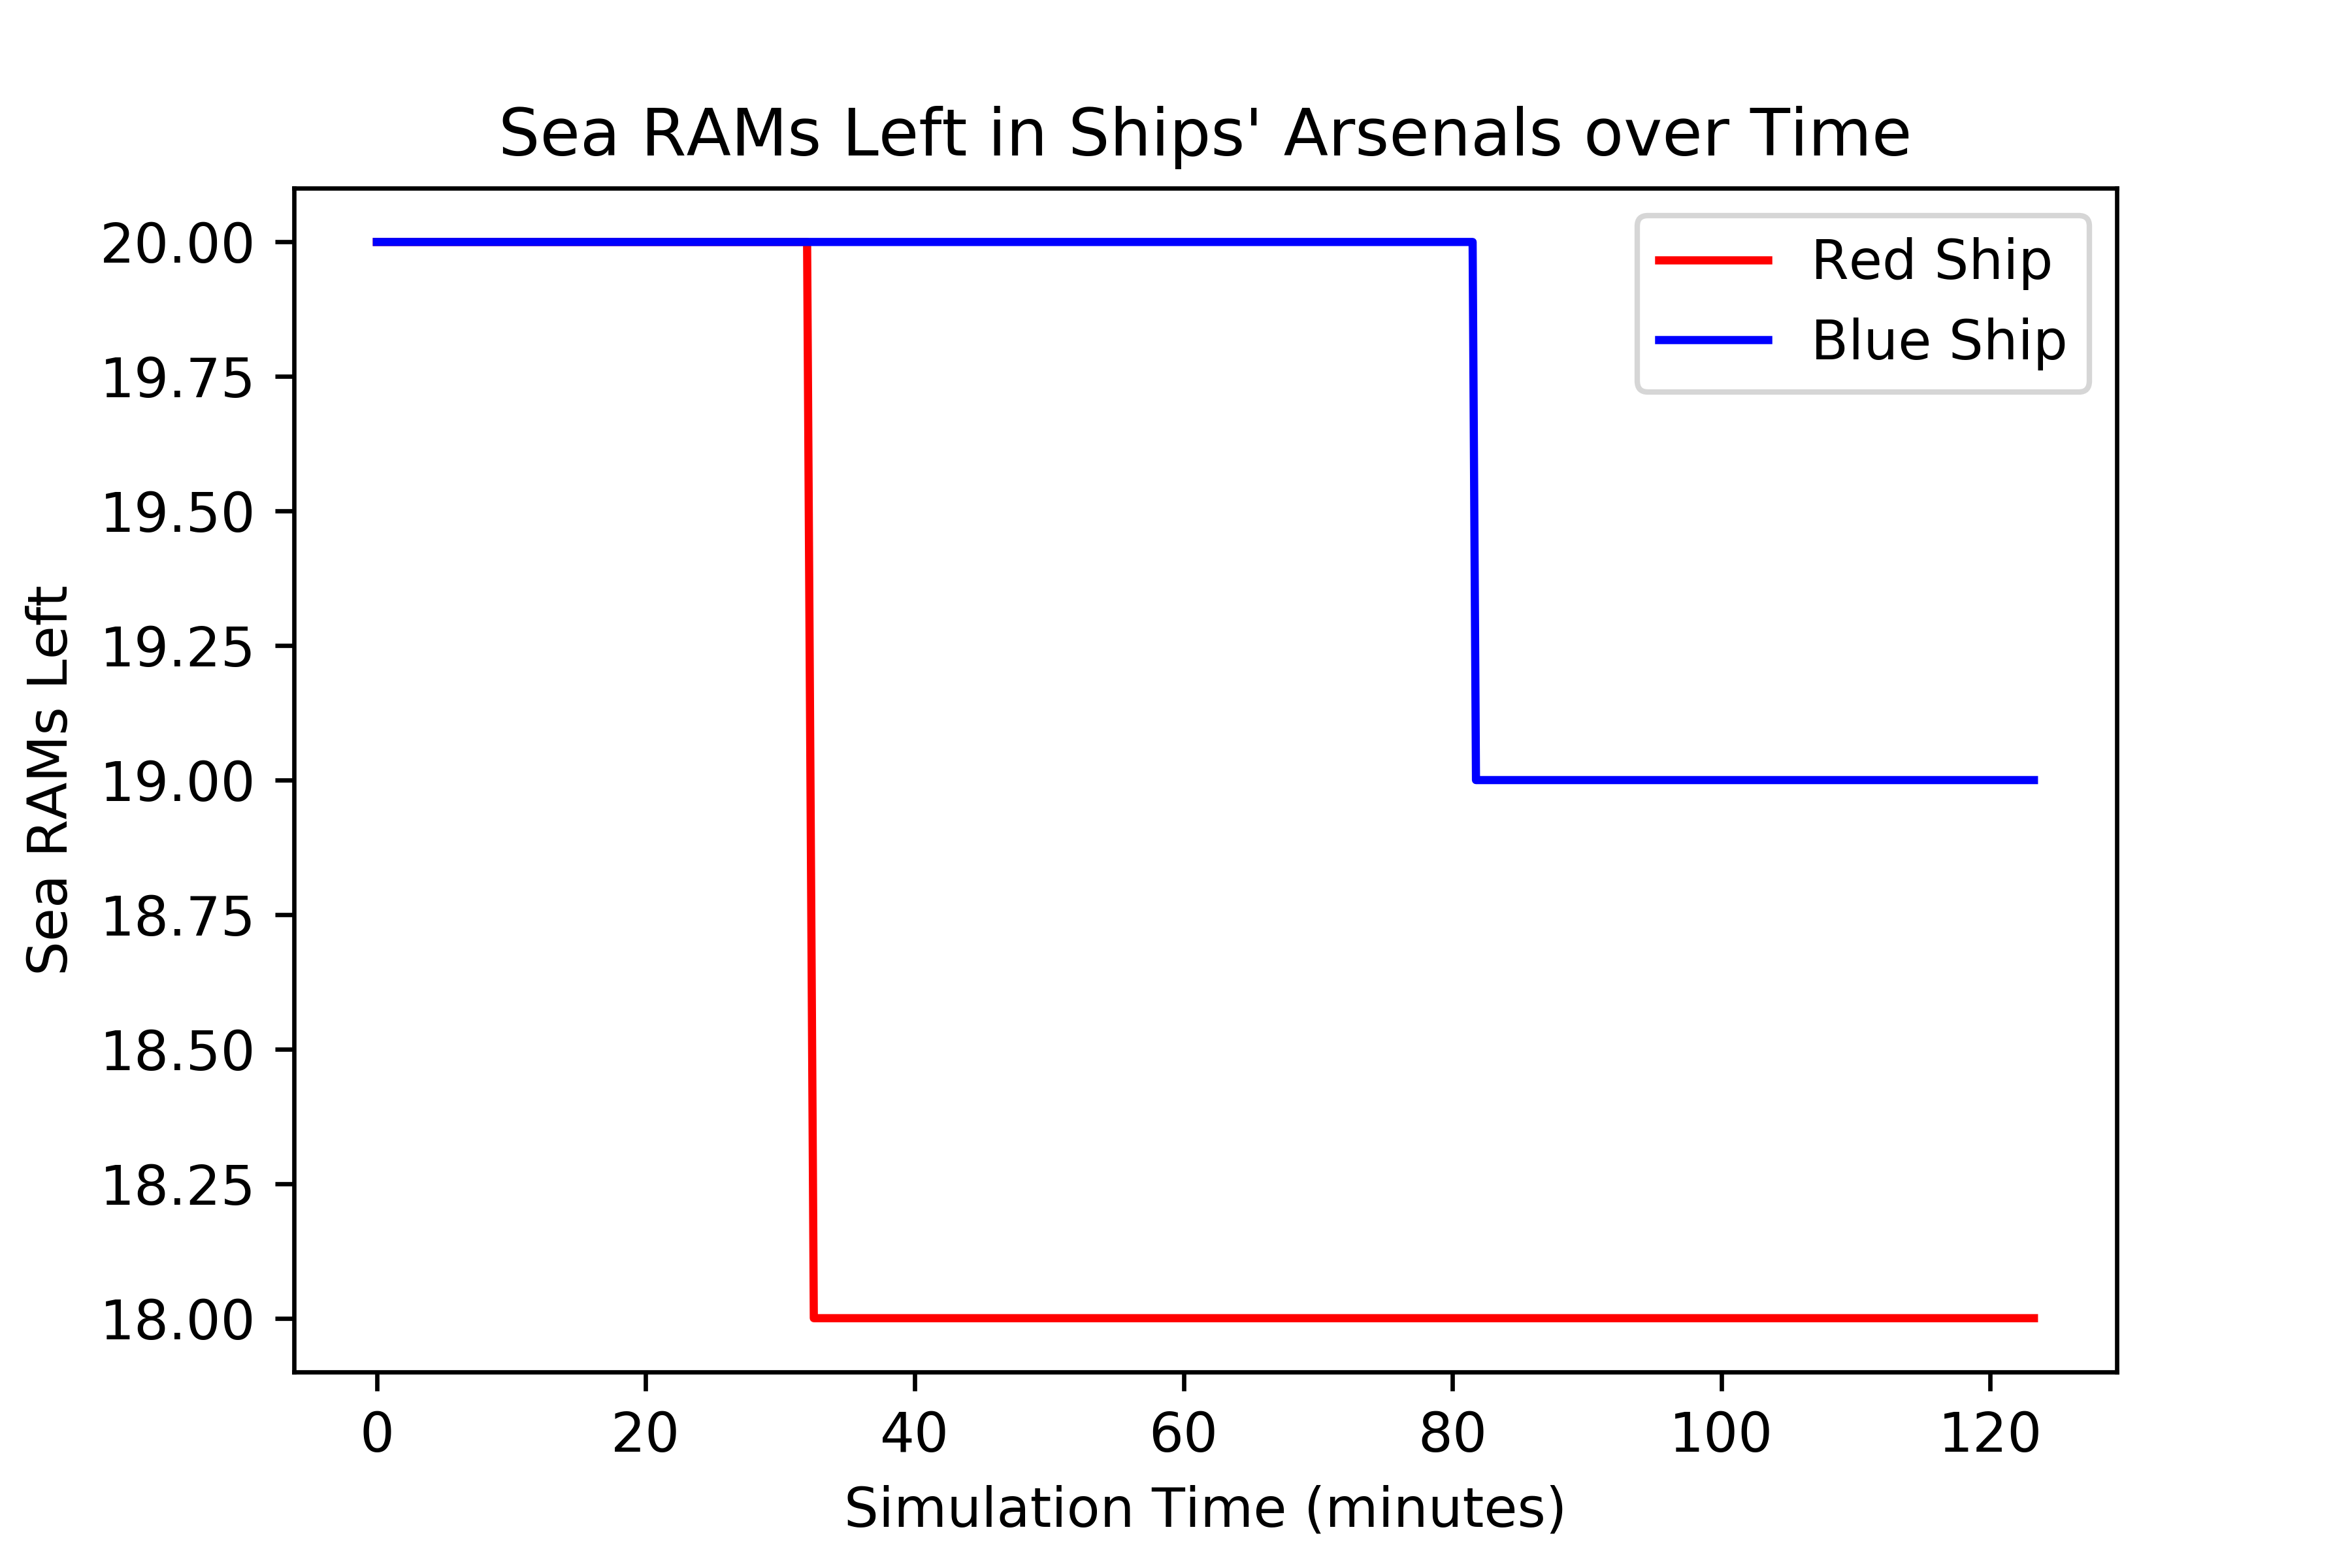 Sea RAMs Left in Ships' Arsenals over Time
Red Ship
Blue Ship
Sea RAMs Left
20.00
19.75
19.50
19.25
19.00
18.75
18.50
18.25
18.00
0 20 40 60 80 100 120
Simulation Time (minutes)